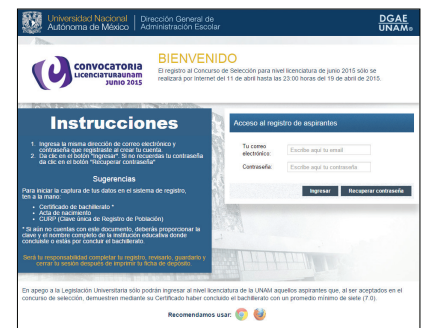 Universidad Nacional
Autónoma de México
Dirección General de
Administración Escolar
DGAE
UNAM
CONVOCATORIA
LICENCIATURAUNAM
JUNIO 2015
BIENVENIDO
El registro al Concurso de Selección para nivel licenciatura de junio 2015 sólo se
realizará por Internet del 11 de abril hasta las 23:00 horas del 19 de abril de 2015.
Instrucciones
1. Ingresa la misma dirección de correo electrónico y
contraseña que registraste al crear tu cuenta.
2. Da clic en el botón "Ingresar". Si no recuerdas tu contraseña
da clic en el botón "Recuperar contraseña"
Sugerencias
Para iniciar la captura de tus datos en el sistema de registro,
ten a la mano:
• Certificado de bachillerato *
• Acta de nacimiento
• CURP (Clave única de Registro de Población)
* Si aún no cuentas con este documento, deberás proporcionar la
clave y el nombre completo de la institución educativa donde
concluiste o estás por concluir el bachillerato.
Será tu responsabilidad completar tu registro, revisarlo, guardarlo y
cerrar tu sesión después de imprimir tu ficha de depósito.
Acceso al registro de aspirantes
Tu correo
electrónico:
Escribe aquí tu email
Contraseña:
Escribe aquí tu contraseña
Ingresar
Recuperar contraseña
En apego a la Legislación Universitaria sólo podrán ingresar al nivel licenciatura de la UNAM aquellos aspirantes que, al ser aceptados en el
concurso de selección, demuestren mediante su Certificado haber concluido el bachillerato con un promedio mínimo de siete (7.0).
Recomendamos usar: